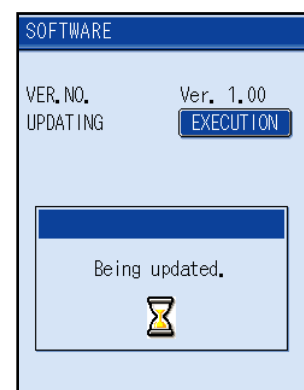 SOFTWARE
VER.NO. Ver. 1.00
UPDATING EXECUTION
Being updated.